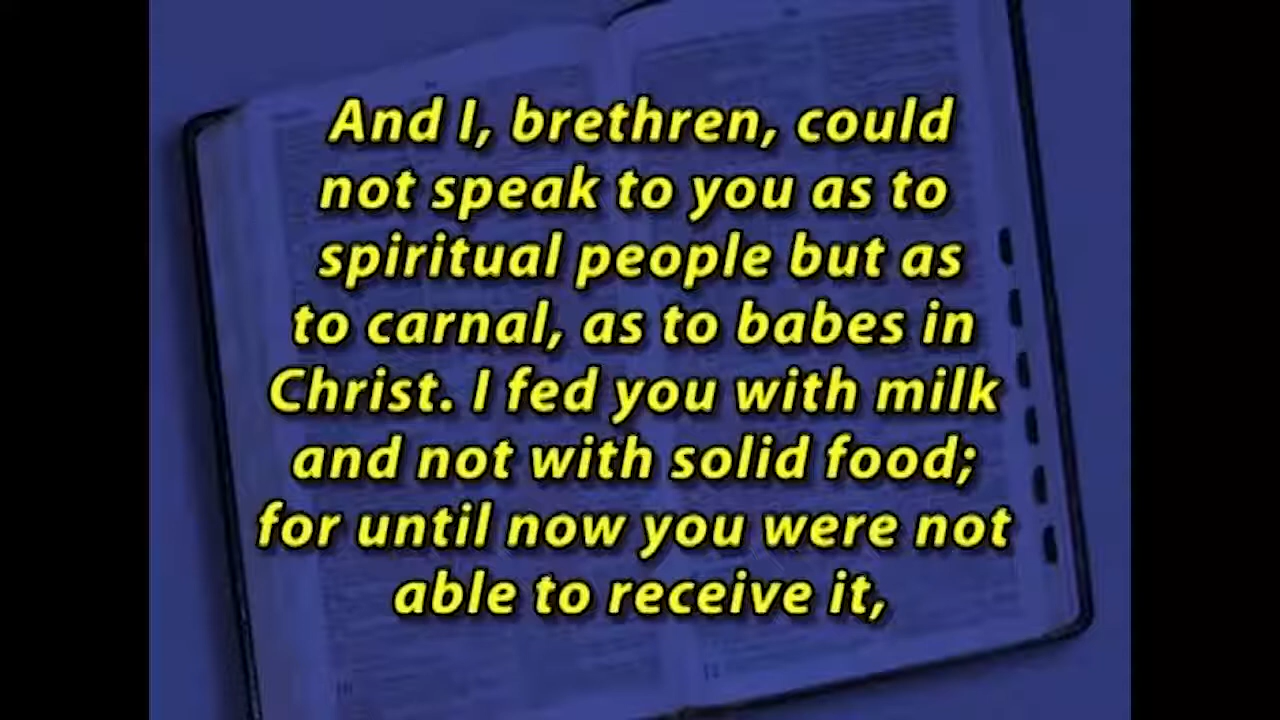 And I, brethren, could
not speak to you as to
spiritual people but as
to carnal, as to babes in
Christ. I fed you with milk
and not with solid food;
for until now you were not
able to receive it,